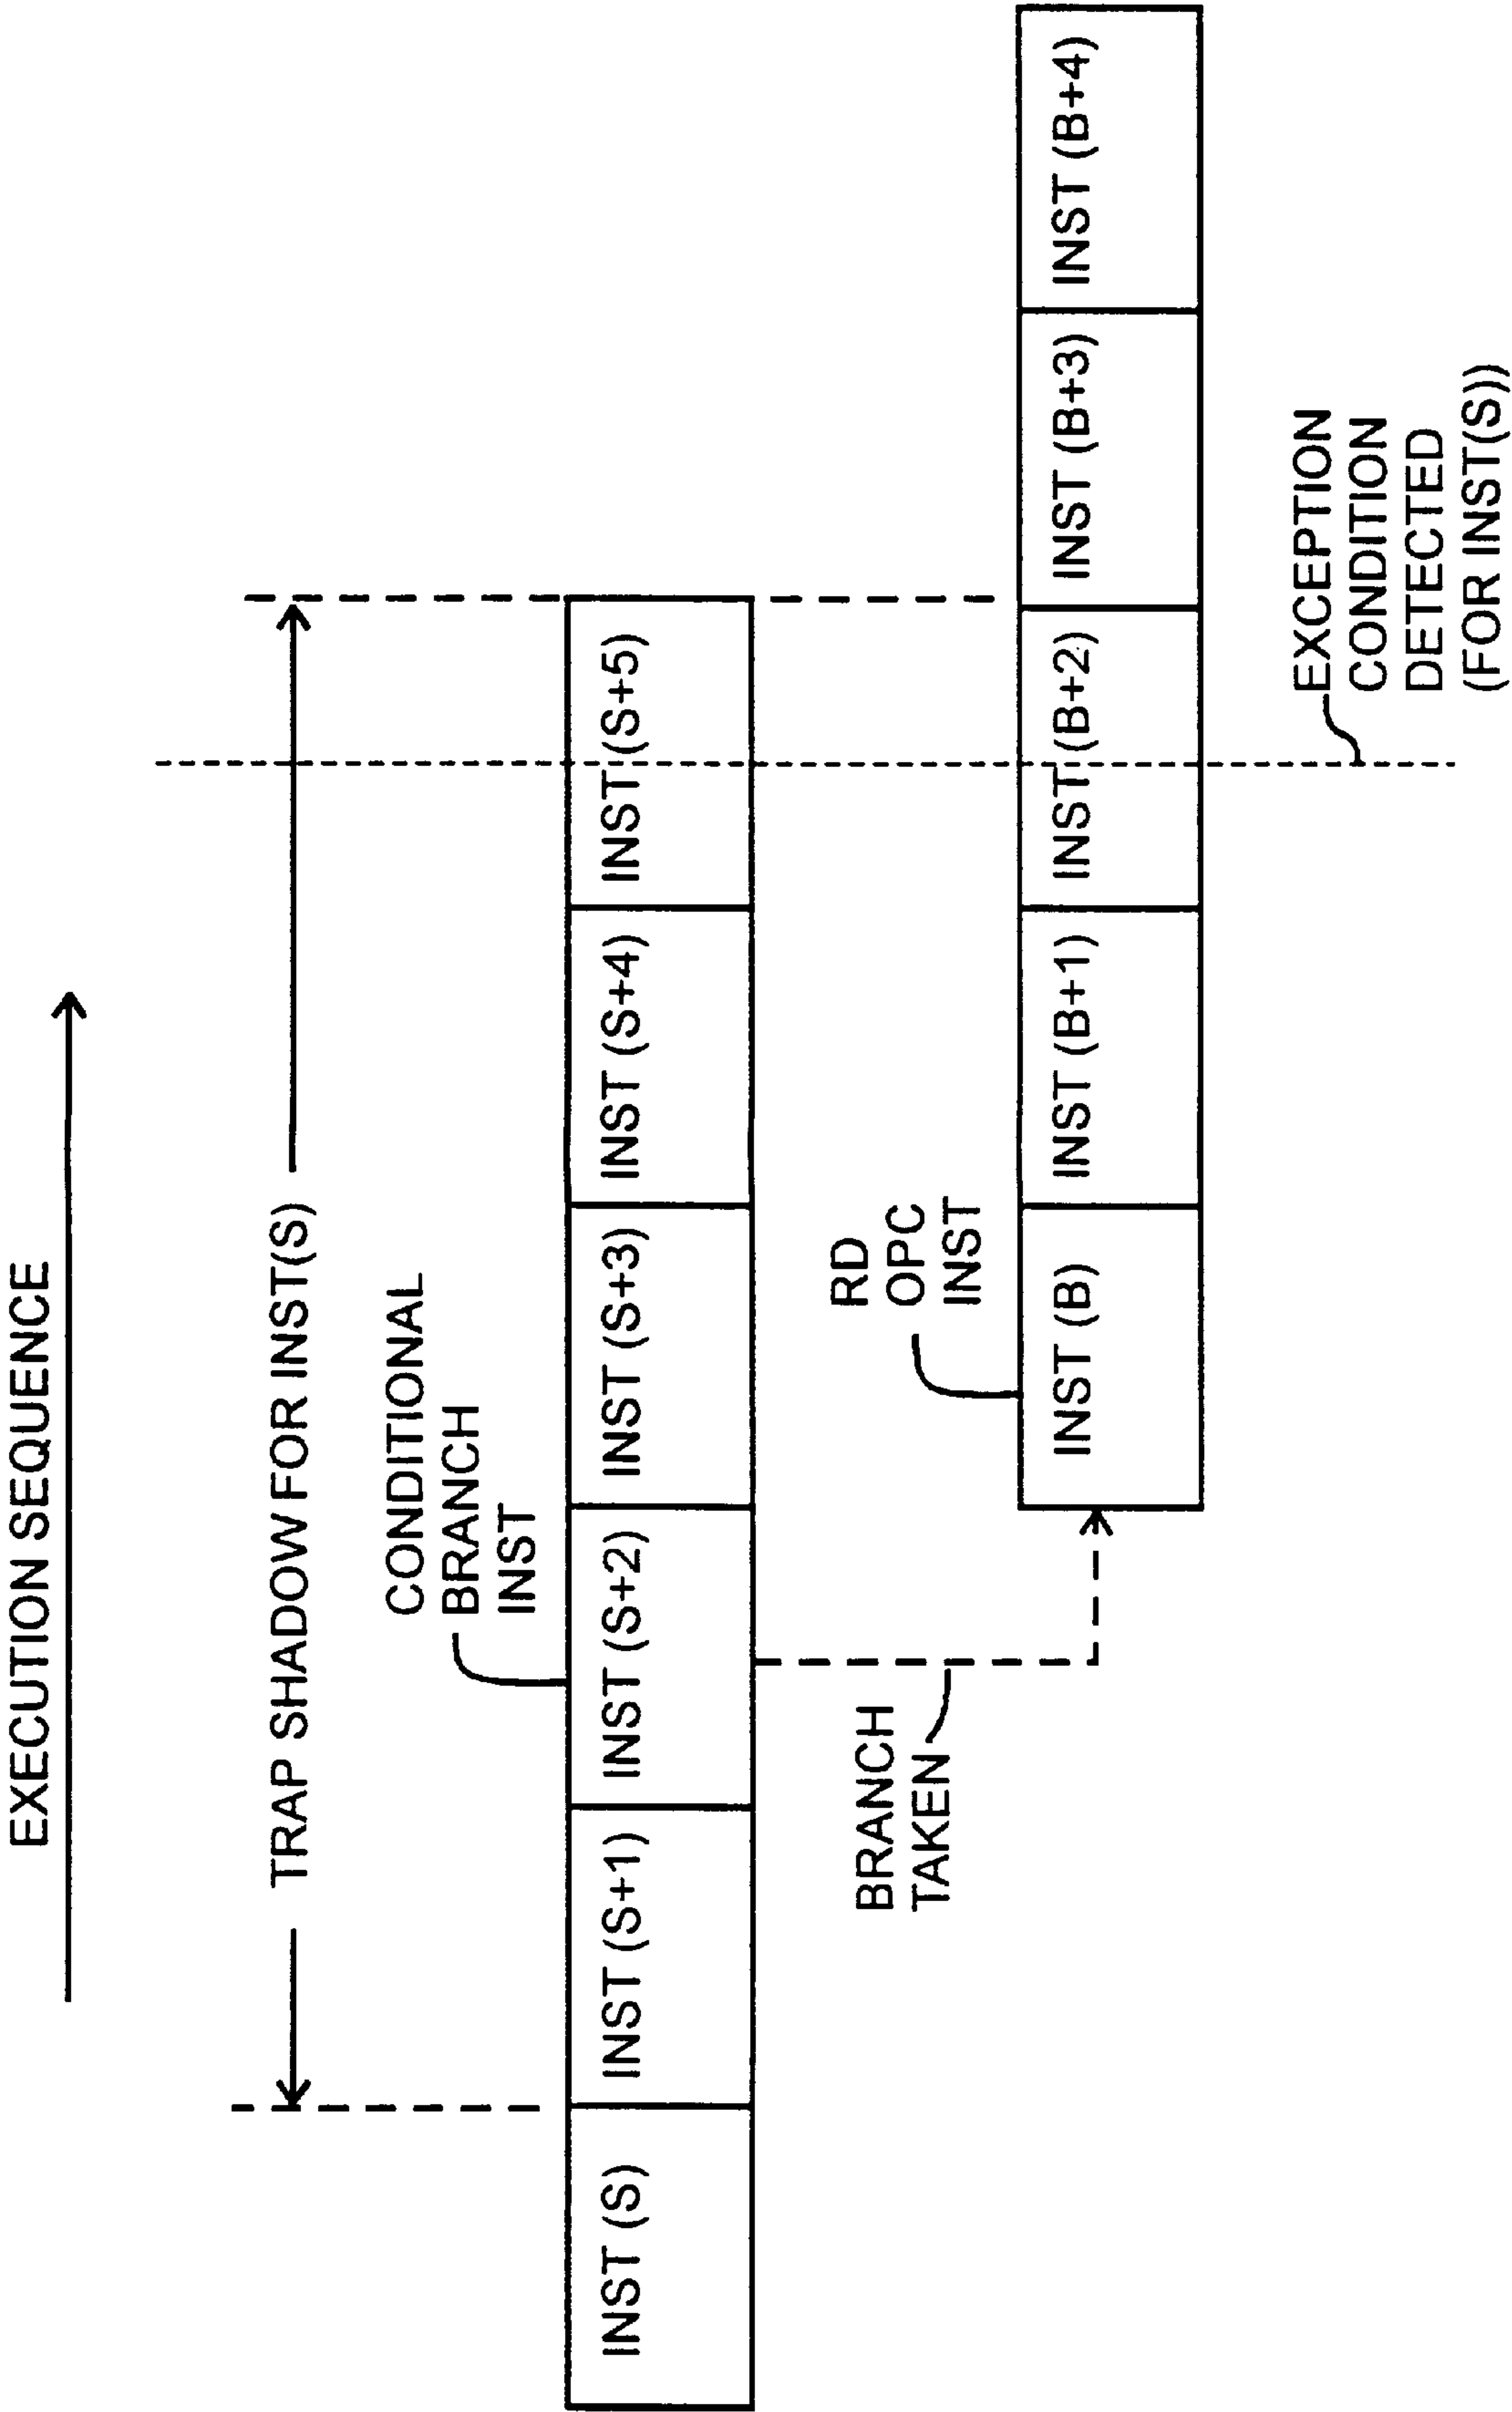 EXECUTION SEQUENCE
TRAP SHADOW FOR INST(S)
CONDITIONAL
BRANCH
INST
INST (S)
INST (S+1)
INST (S+2)
INST (S+3)
INST (S+4)
INST (S+5)
BRANCH
TAKEN
RD
OPC
INST
INST (B)
INST (B+1)
INST (B+2)
INST (B+3)
INST (B+4)
EXCEPTION
CONDITION
DETECTED
(FOR INST(S))